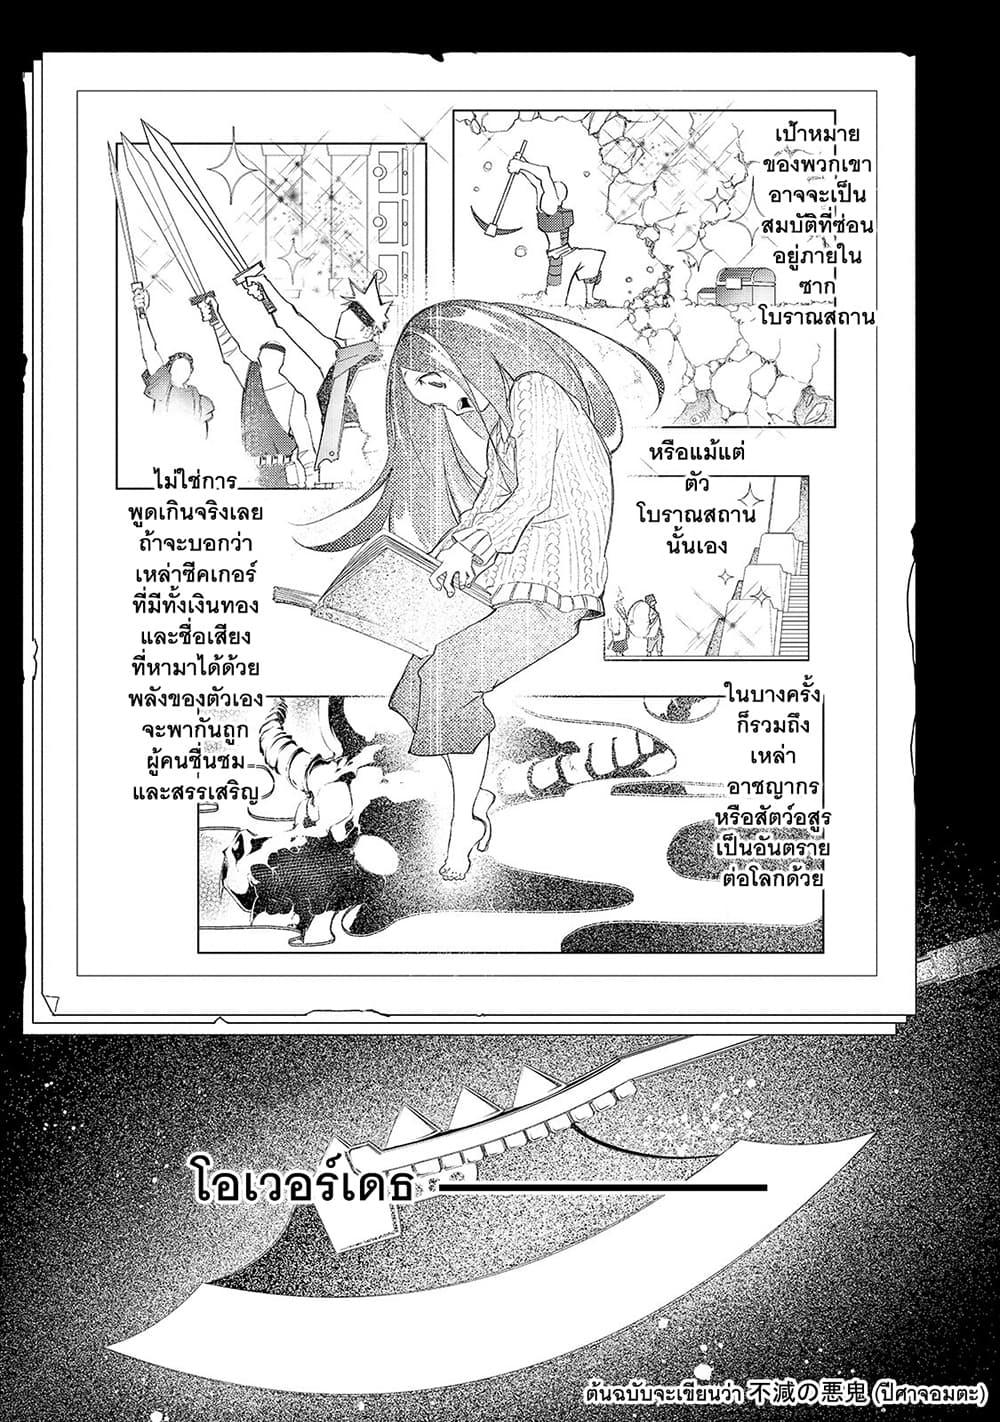 เป้าหมาย
ของพวกเขา
อาจจะเป็น
สมบัติที่ซ่อน
อยู่ภายใน
ซาก
โบราณสถาน
หรือแม้แต่
ตัว
โบราณสถาน
นั้นเอง
ในบางครั้ง
ก็รวมถึง
เหล่า
อาชญากร
หรือสัตว์อสูร
เป็นอันตราย
ต่อโลกด้วย
ไม่ใช่การ
พูดเกินจริงเลย
ถ้าจะบอกว่า
เหล่าซีคเกอร์
ที่มีทั้งเงินทอง
และชื่อเสียง
ที่หามาได้ด้วย
พลังของตัวเอง
จะพากันถูก
ผู้คนชื่นชม
และสรรเสริญ
โอเวอร์เดธ
ต้นฉบับจะเขียนว่า 不滅の悪鬼 (ปีศาจอมตะ)